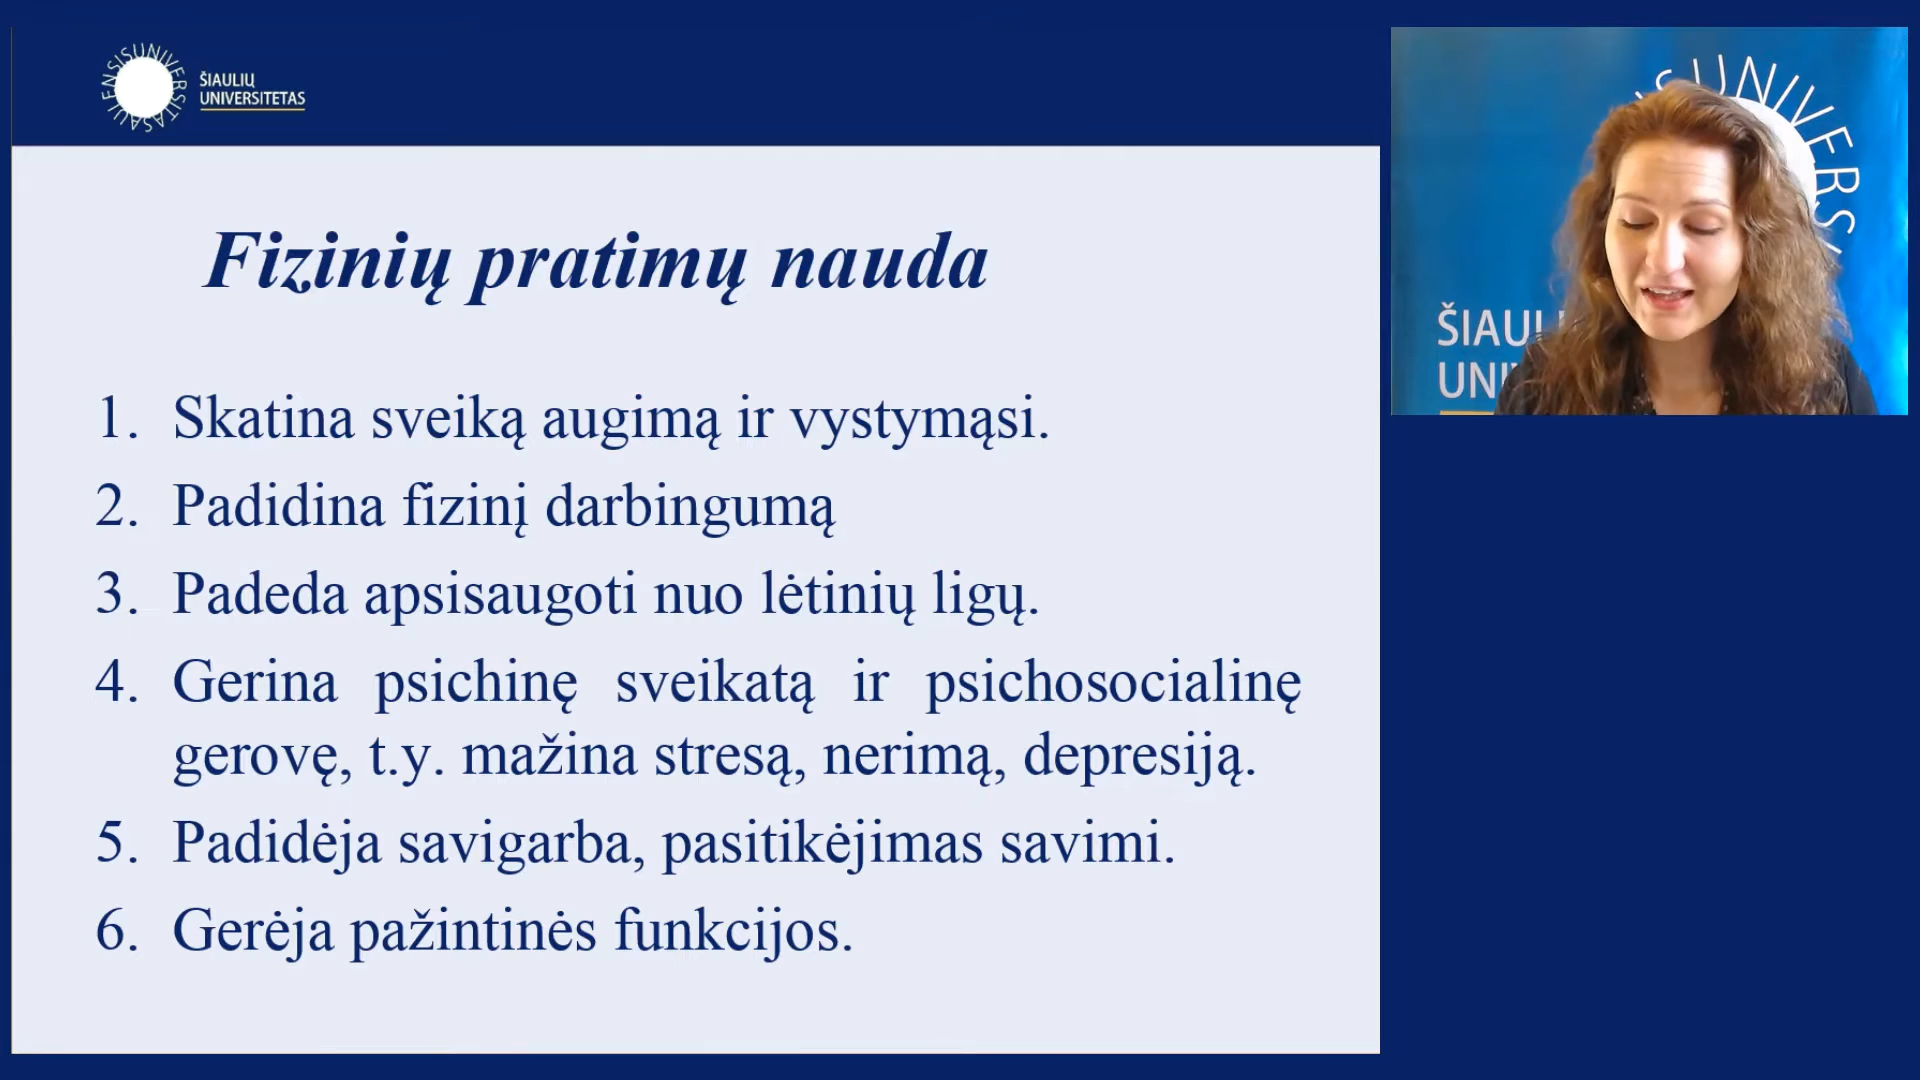 SAULENSIS UNIVERSITAS
ŠIAULIŲ
UNIVERSITETAS
Fizinių pratimų nauda
1. Skatina sveiką augimą ir vystymąsi.
2. Padidina fizinį darbingumą
3. Padeda apsisaugoti nuo lėtinių ligų.
4. Gerina psichinę sveikatą ir psichosocialinę
gerovę, t.y. mažina stresą, nerimą, depresiją.
5. Padidėja savigarba, pasitikėjimas savimi.
6. Gerėja pažintinės funkcijos.